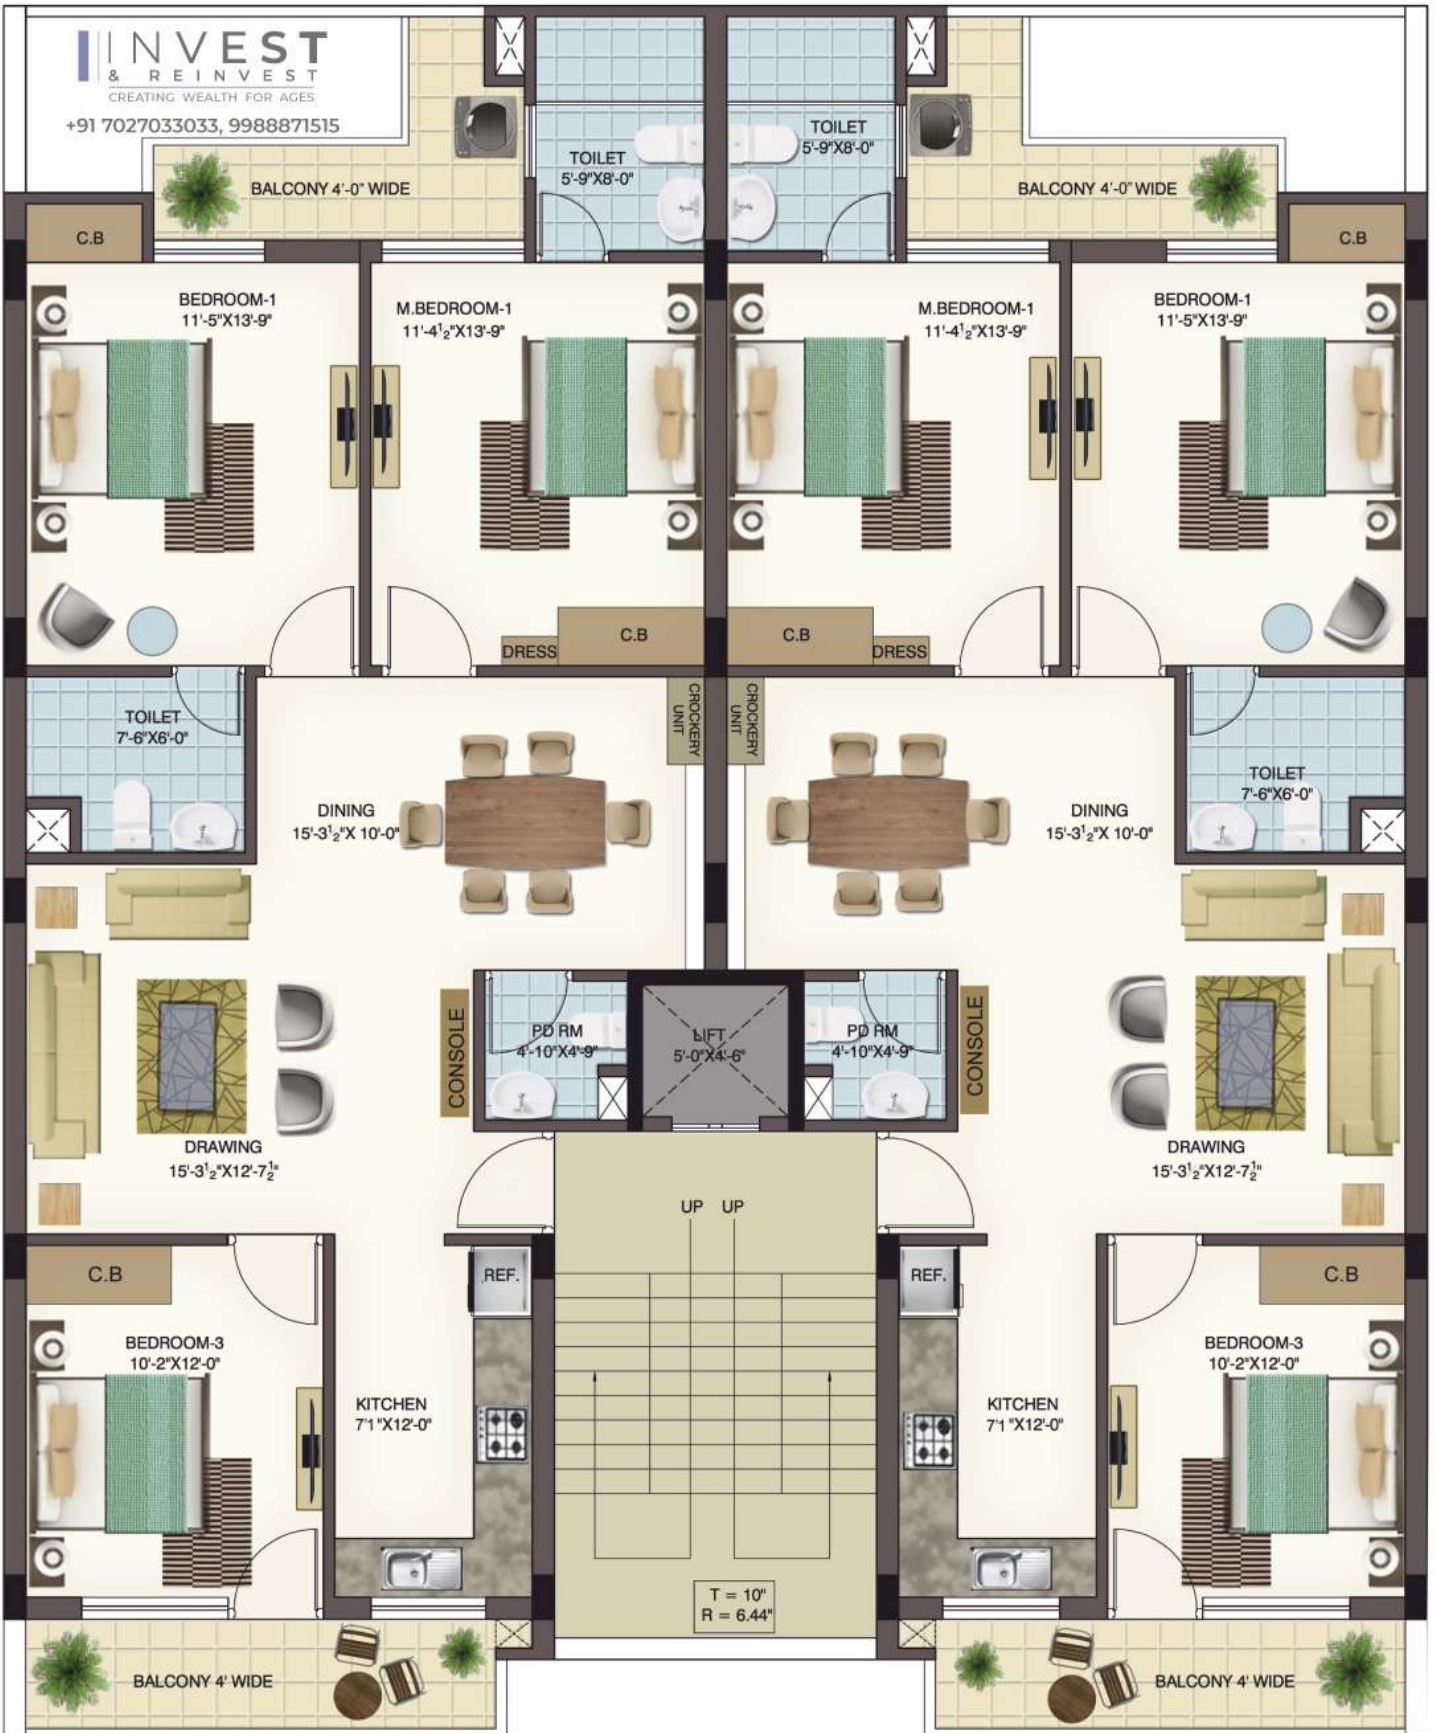 INVEST
& REINVEST
CREATING WEALTH FOR AGES
+91 7027033033, 9988871515
TOILET
5'-9"X8'-0"
TOILET
5'-9"X8'-0"
BALCONY 4'-0" WIDE
BALCONY 4'-0" WIDE
C.B
C.B
BEDROOM-1
11'-5"X13'-9"
M.BEDROOM-1
11'-4½"X13'-9"
M.BEDROOM-1
11'-4½"X13'-9"
BEDROOM-1
11'-5"X13'-9"
C.B
DRESS
C.B
DRESS
CROCKERY
UNIT
CROCKERY
UNIT
TOILET
7'-6"X6'-0"
TOILET
7'-6"X6'-0"
DINING
15'-3½"X 10'-0"
DINING
15'-3½"X 10'-0"
CONSOLE
PD RM
4'-10"X4'-9"
LIFT
5'-0"X4'-6"
PD RM
4'-10"X4'-9"
CONSOLE
DRAWING
15'-3½"X12'-7½"
DRAWING
15'-3½"X12'-7½"
UP UP
C.B
REF.
REF.
C.B
BEDROOM-3
10'-2"X12'-0"
BEDROOM-3
10'-2"X12'-0"
KITCHEN
7'1"X12'-0"
KITCHEN
7'1"X12'-0"
T = 10"
R = 6.44"
BALCONY 4' WIDE
BALCONY 4' WIDE